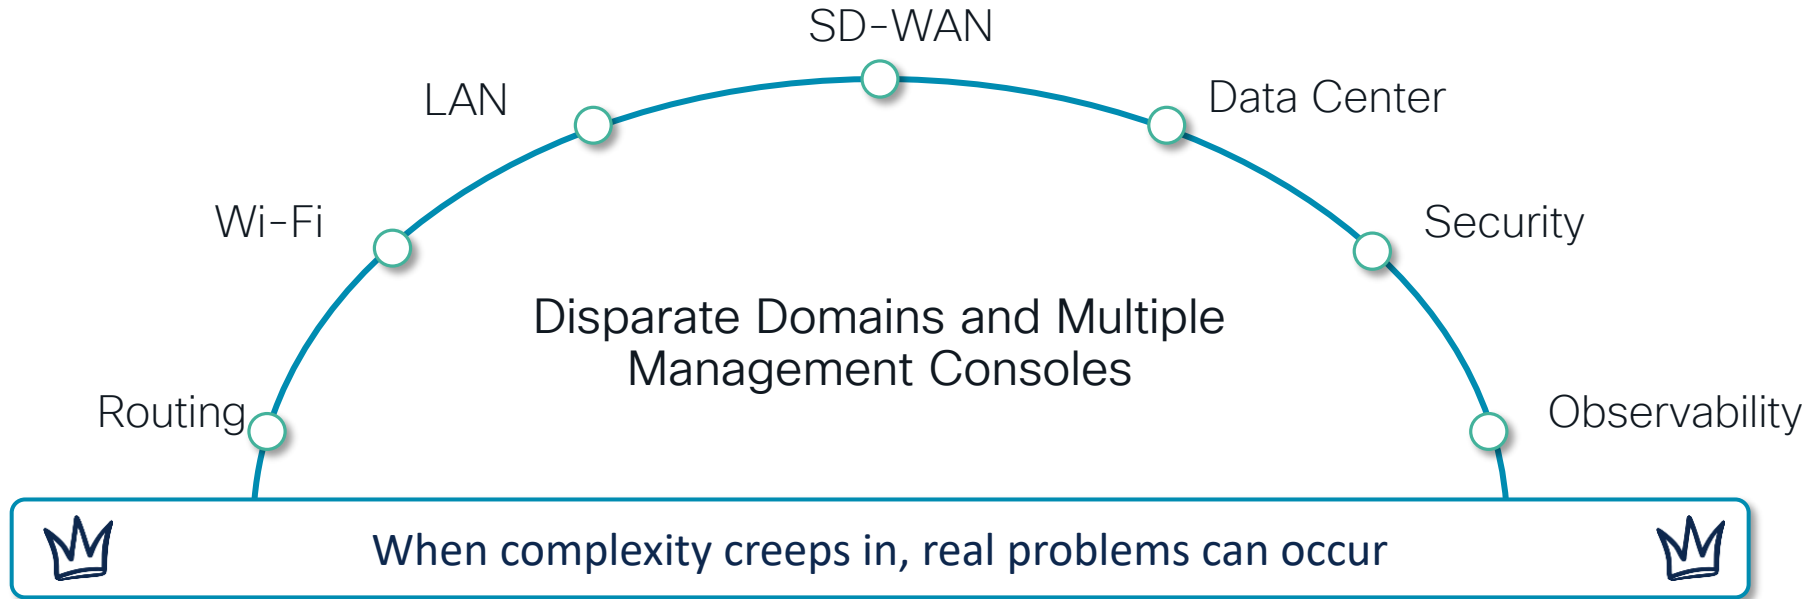 SD-WAN
LAN
Data Center
Wi-Fi
Security
Disparate Domains and Multiple
Management Consoles
Routing
Observability
When complexity creeps in, real problems can occur